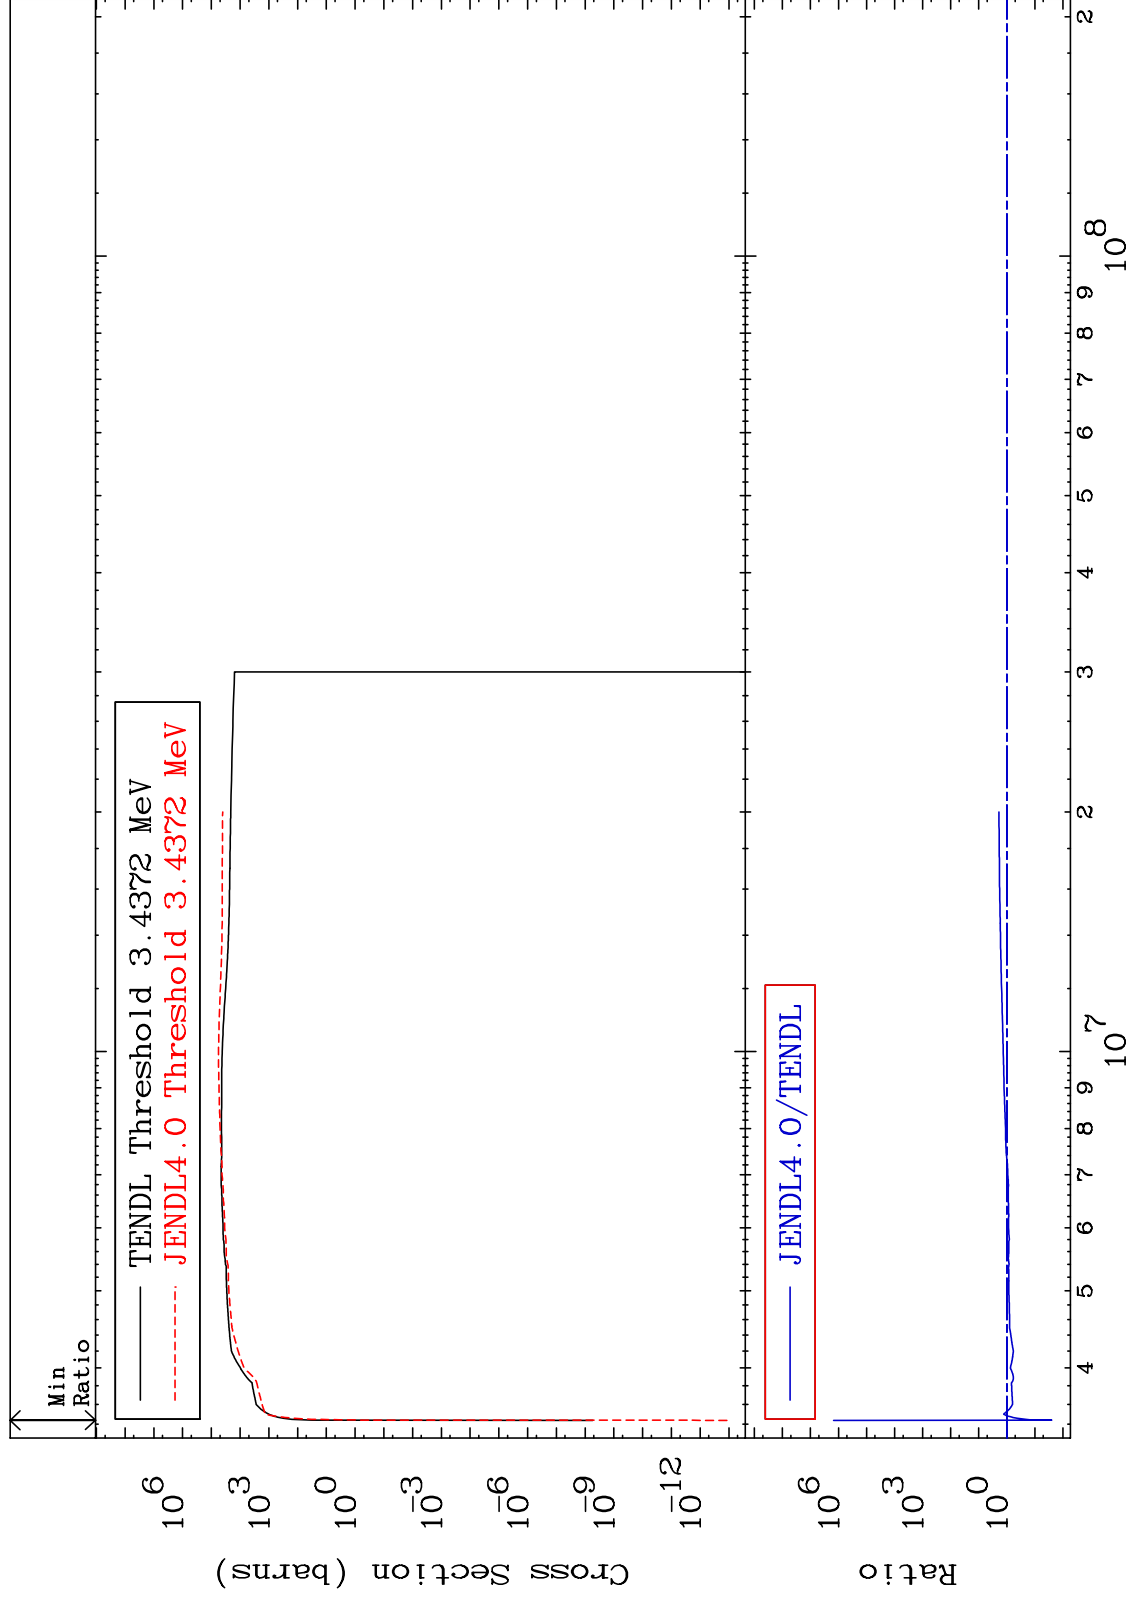 Min
Ratio
TENDL Threshold 3.4372 MeV
JENDL4.0 Threshold 3.4372 MeV
10^6
10^3
10^0
10^-3
10^-6
10^-9
10^-12
Cross Section (barns)
JENDL4.0/TENDL
10^6
10^3
10^0
Ratio
4 5 6 7 8 9 10^7 2 3 4 5 6 7 8 9 10^8 2